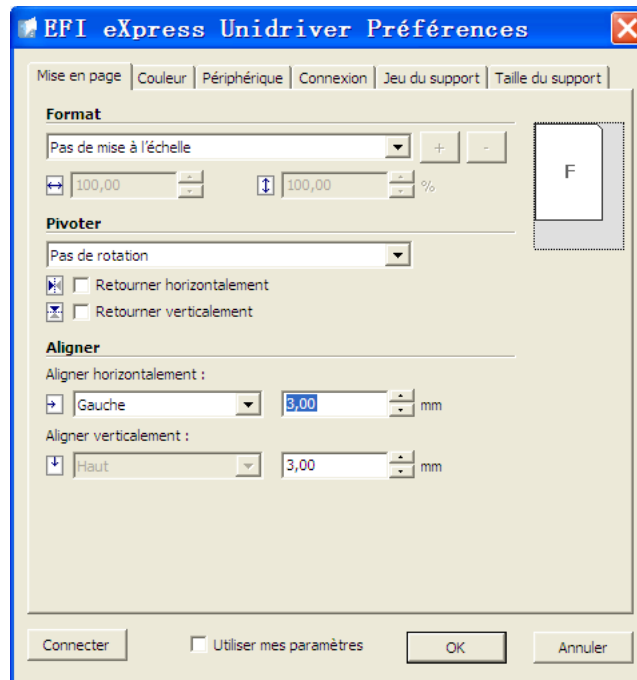 EFI eXpress Unidriver Préférences
Mise en page Couleur Périphérique Connexion Jeu du support Taille du support
Format
Pas de mise à l'échelle + -
100,00 100,00 %
F
Pivoter
Pas de rotation
Retourner horizontalement
Retourner verticalement
Aligner
Aligner horizontalement :
Gauche 3,00 mm
Aligner verticalement :
Haut 3,00 mm
Connecter Utiliser mes paramètres OK Annuler